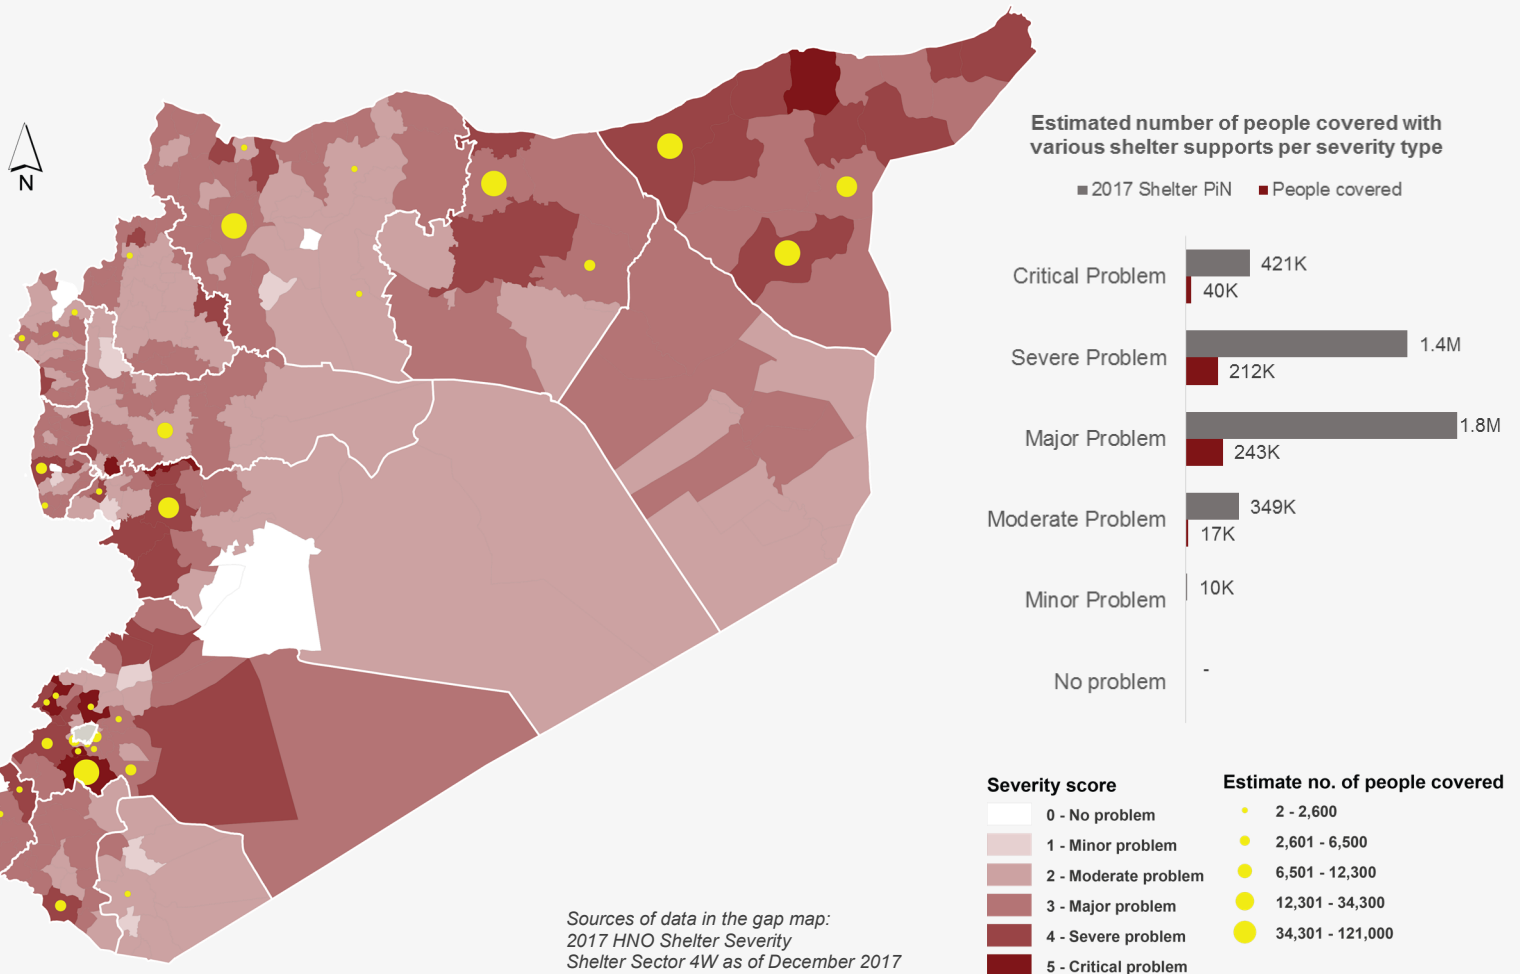 N
Estimated number of people covered with
various shelter supports per severity type
2017 Shelter PiN People covered
Critical Problem 421K
40K
Severe Problem 1.4M
212K
Major Problem 1.8M
243K
Moderate Problem 349K
17K
Minor Problem 10K
No problem -
Severity score
0 - No problem
1 - Minor problem
2 - Moderate problem
3 - Major problem
4 - Severe problem
5 - Critical problem
Estimate no. of people covered
2 - 2,600
2,601 - 6,500
6,501 - 12,300
12,301 - 34,300
34,301 - 121,000
Sources of data in the gap map:
2017 HNO Shelter Severity
Shelter Sector 4W as of December 2017